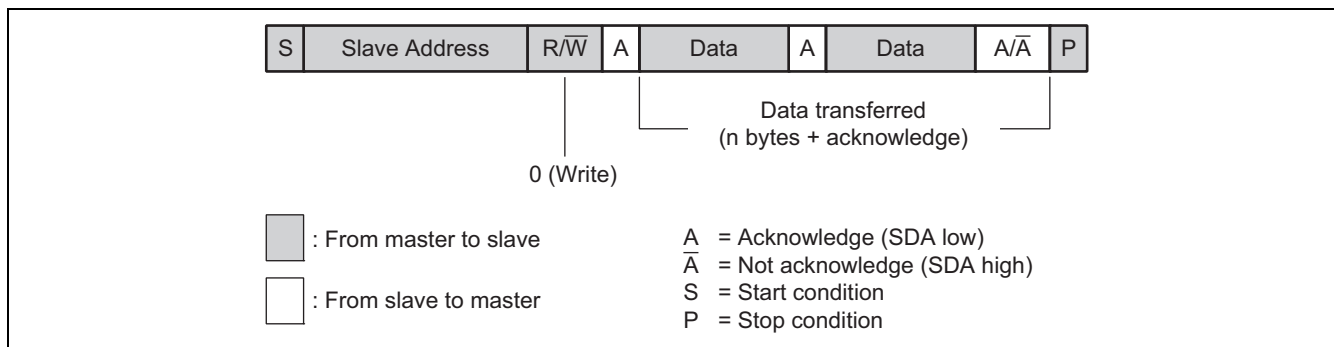 S Slave Address R/W̅ A Data A Data A/A̅ P
Data transferred
(n bytes + acknowledge)
0 (Write)
: From master to slave
: From slave to master
A = Acknowledge (SDA low)
A̅ = Not acknowledge (SDA high)
S = Start condition
P = Stop condition